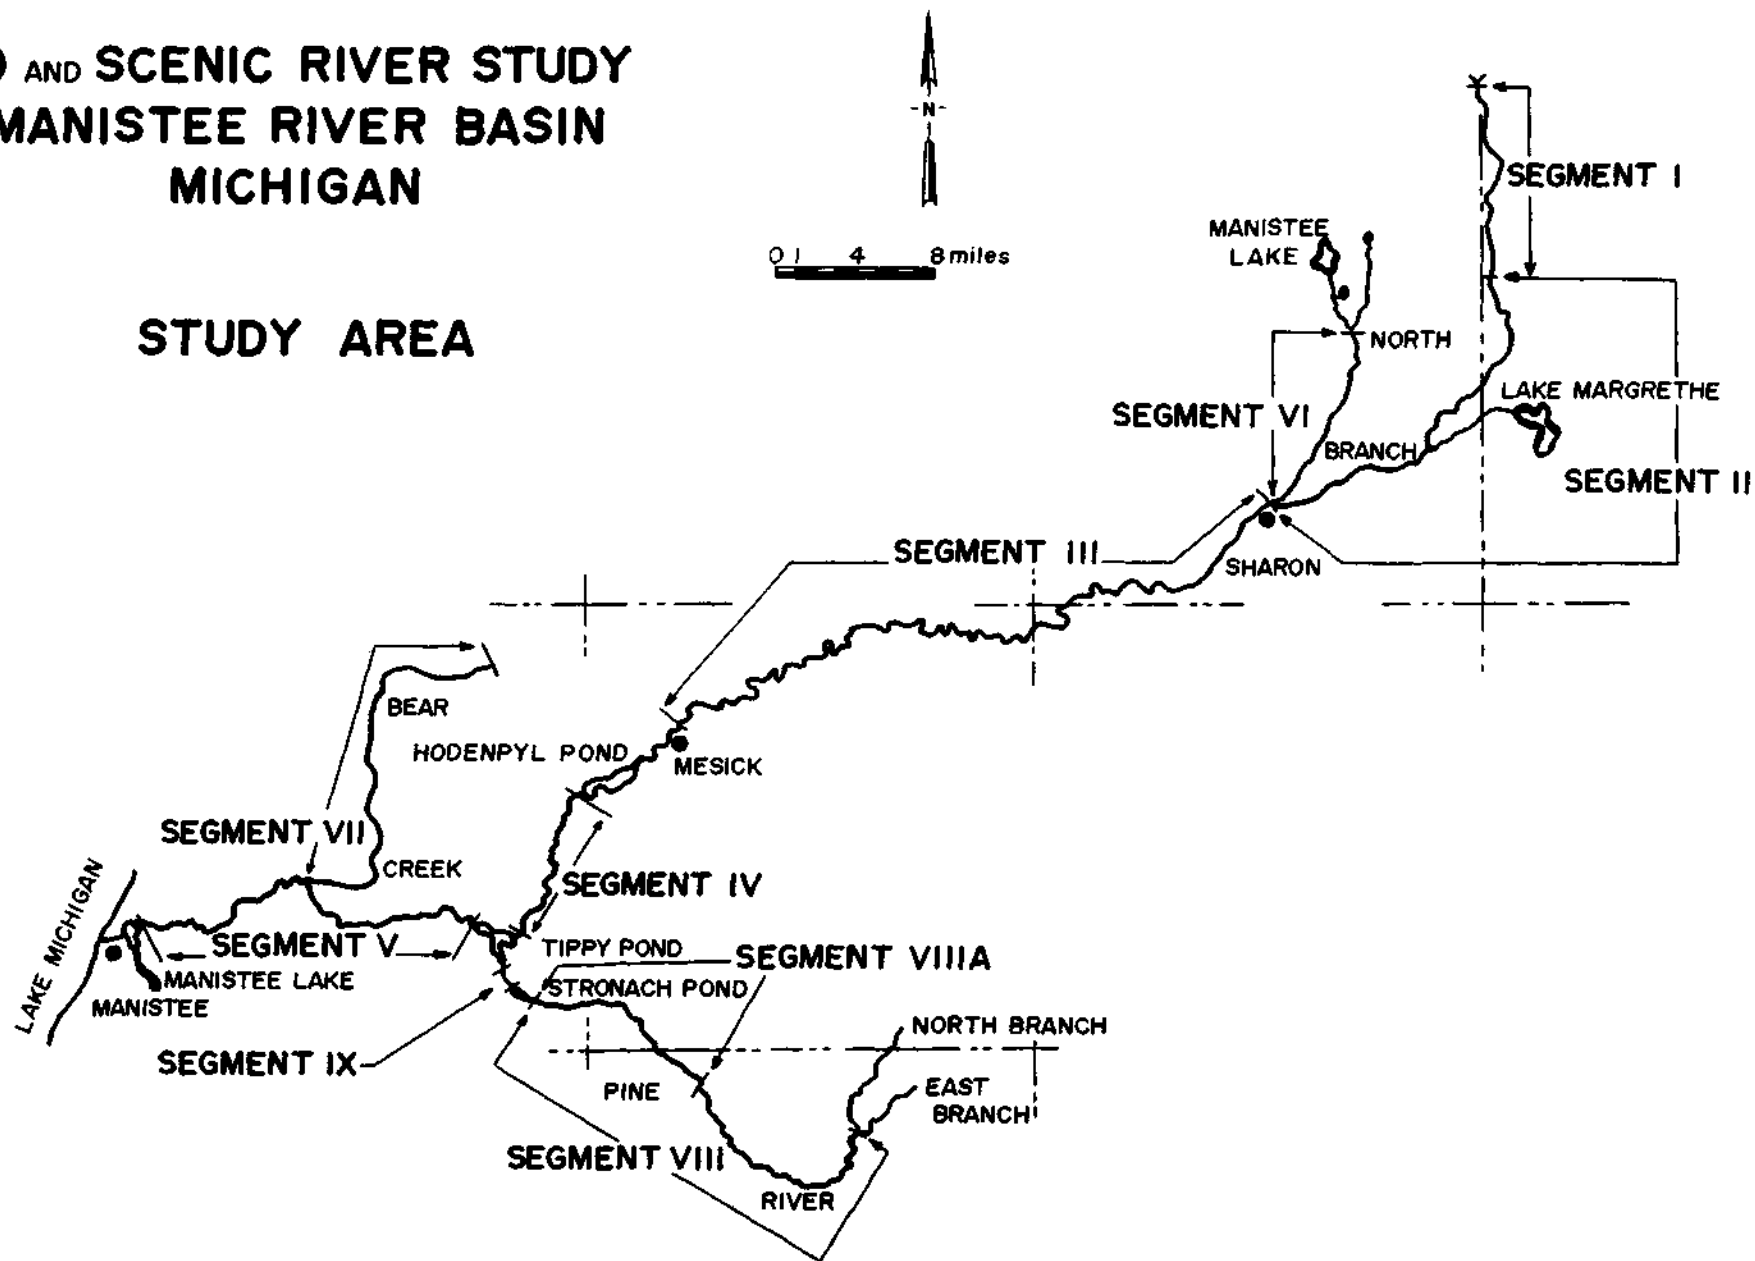 AND SCENIC RIVER STUDY
MANISTEE RIVER BASIN
MICHIGAN
STUDY AREA
-N-
0 1 4 8 miles
SEGMENT I
MANISTEE
LAKE
NORTH
LAKE MARGRETHE
SEGMENT VI
BRANCH
SEGMENT II
SEGMENT III
SHARON
BEAR
HODENPYL POND
MESICK
SEGMENT VII
CREEK
SEGMENT IV
LAKE MICHIGAN
SEGMENT V
TIPPY POND
SEGMENT VIIIA
MANISTEE LAKE
STRONACH POND
MANISTEE
NORTH BRANCH
SEGMENT IX
PINE
EAST
BRANCH
SEGMENT VIII
RIVER